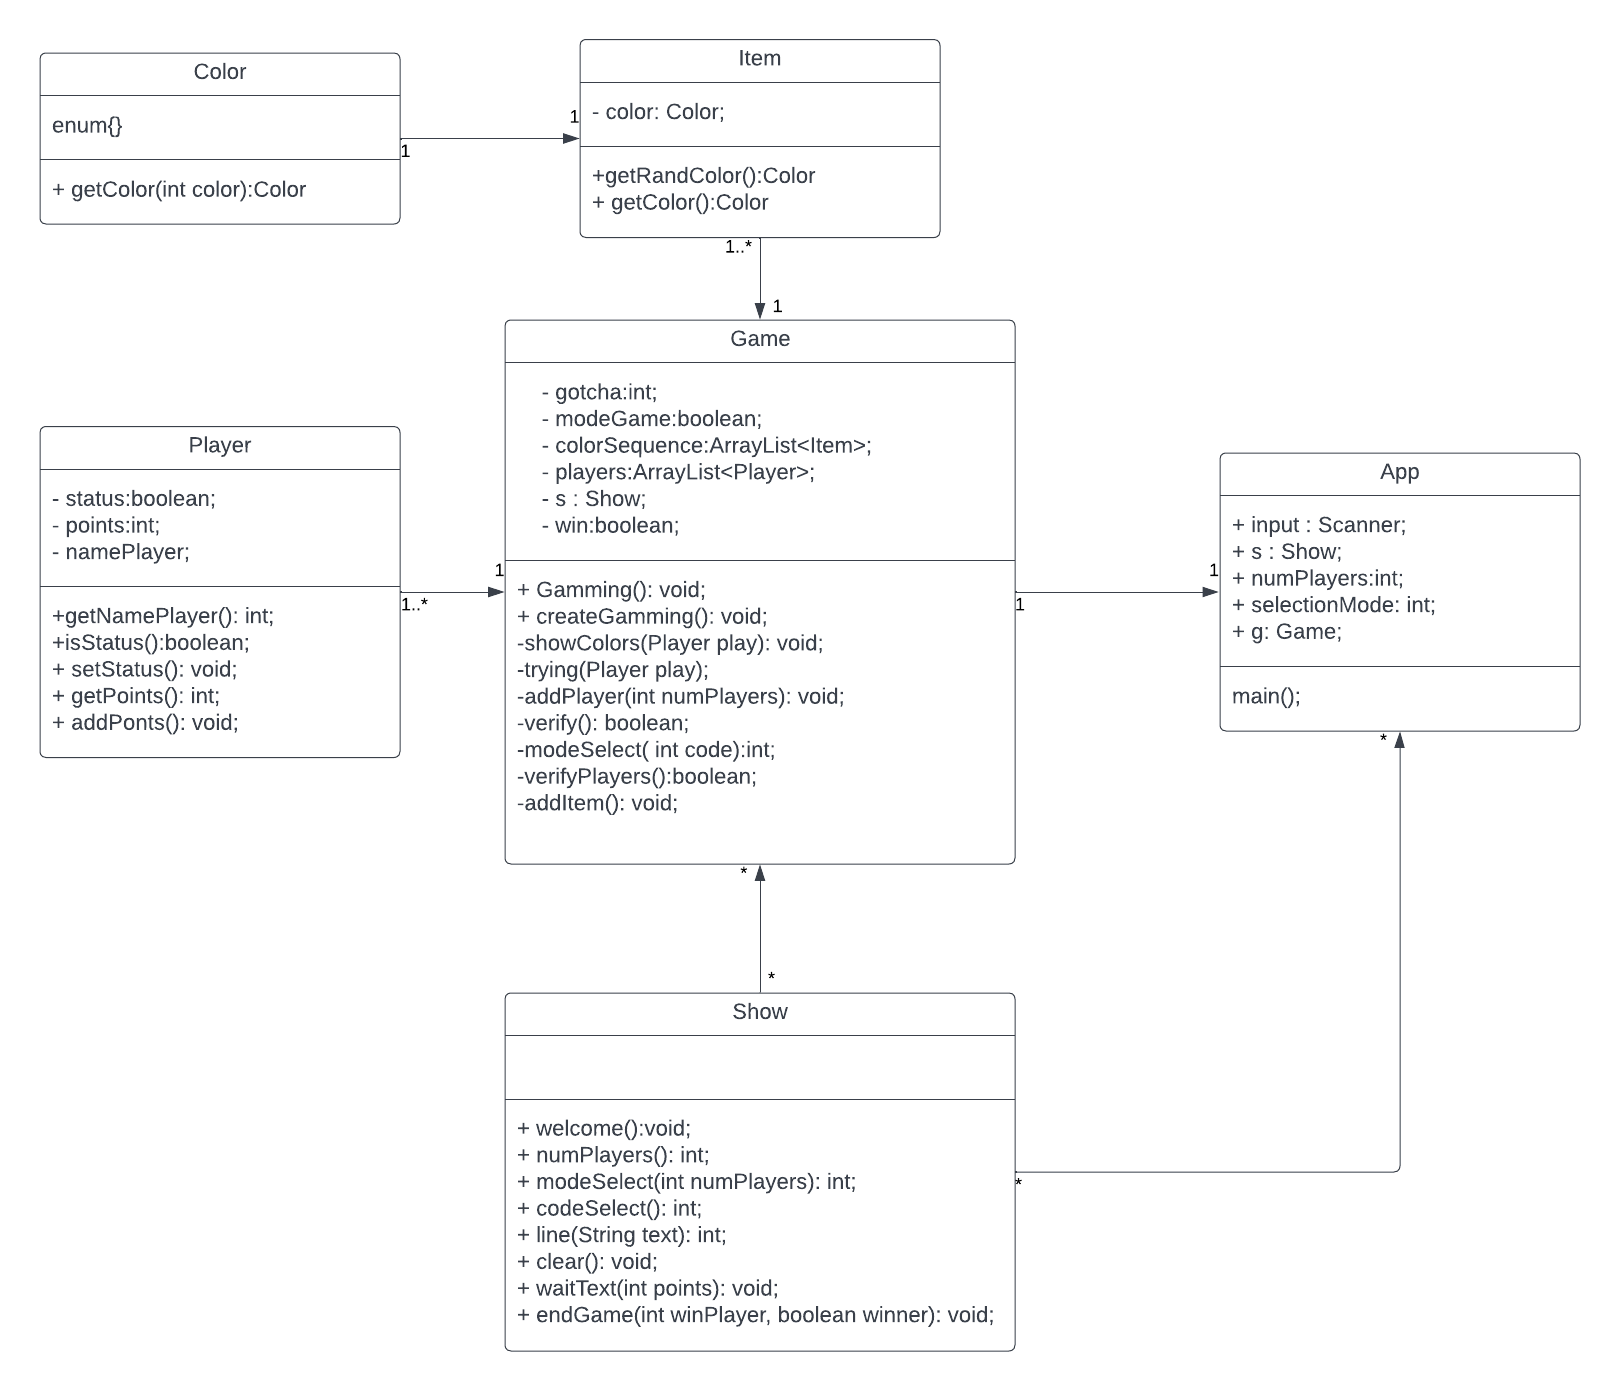 Color
enum{}
+ getColor(int color):Color
1
1
Item
- color: Color;
+getRandColor():Color
+ getColor():Color
1..*
1
Game
- gotcha:int;
- modeGame:boolean;
- colorSequence:ArrayList<Item>;
- players:ArrayList<Player>;
- s : Show;
- win:boolean;
+ Gamming(): void;
+ createGamming(): void;
-showColors(Player play): void;
-trying(Player play);
-addPlayer(int numPlayers): void;
-verify(): boolean;
-modeSelect( int code):int;
-verifyPlayers():boolean;
-addItem(): void;
Player
- status:boolean;
- points:int;
- namePlayer;
+getNamePlayer(): int;
+isStatus():boolean;
+ setStatus(): void;
+ getPoints(): int;
+ addPonts(): void;
1..*
1
1
1
App
+ input : Scanner;
+ s : Show;
+ numPlayers:int;
+ selectionMode: int;
+ g: Game;
main();
*
*
*
*
Show
+ welcome():void;
+ numPlayers(): int;
+ modeSelect(int numPlayers): int;
+ codeSelect(): int;
+ line(String text): int;
+ clear(): void;
+ waitText(int points): void;
+ endGame(int winPlayer, boolean winner): void;